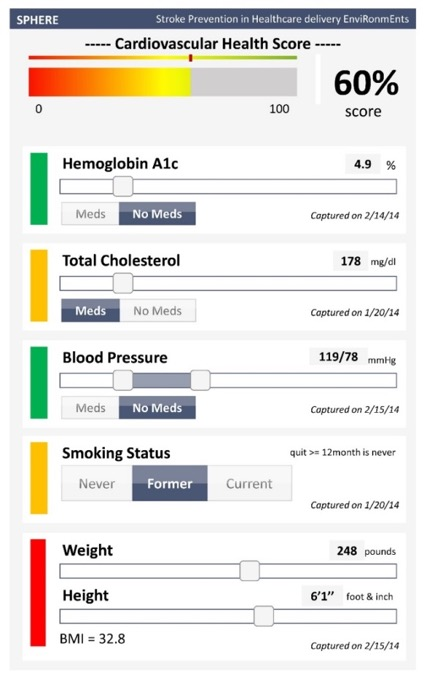 SPHERE Stroke Prevention in Healthcare delivery EnviRonmEnts
----- Cardiovascular Health Score -----
60%
0 100 score
Hemoglobin A1c 4.9 %
Meds No Meds Captured on 2/14/14
Total Cholesterol 178 mg/dl
Meds No Meds Captured on 1/20/14
Blood Pressure 119/78 mmHg
Meds No Meds Captured on 2/15/14
Smoking Status quit >= 12month is never
Never Former Current
Captured on 1/20/14
Weight 248 pounds
Height 6'1'' foot & inch
BMI = 32.8 Captured on 2/15/14